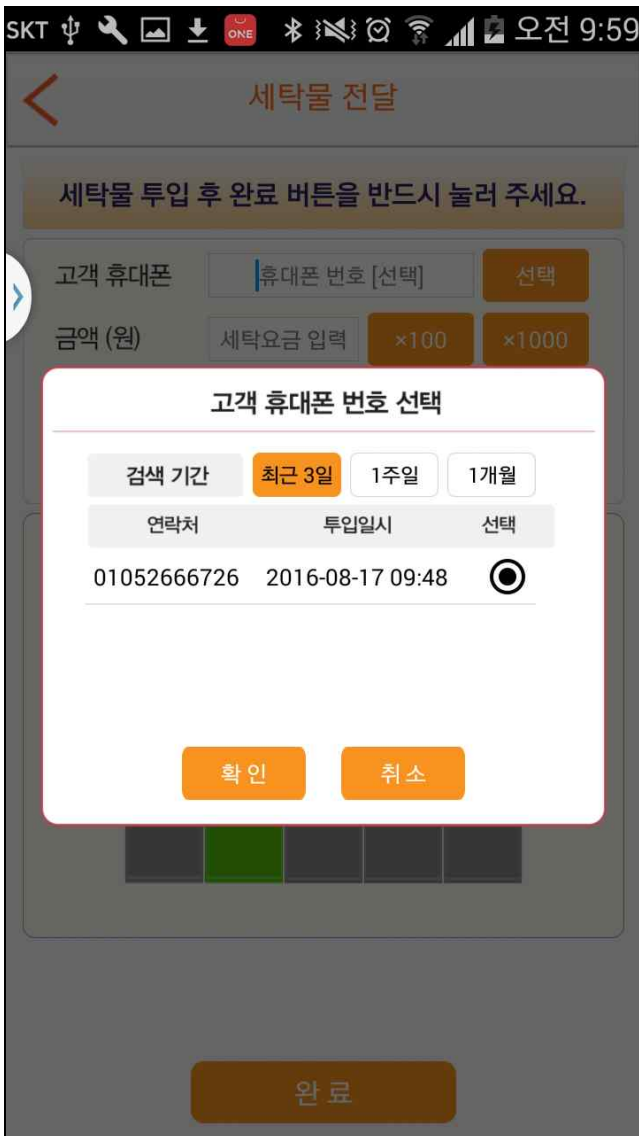 SKT ONE 오전 9:59
세탁물 전달
세탁물 투입 후 완료 버튼을 반드시 눌러 주세요.
고객 휴대폰 휴대폰 번호 [선택] 선택
금액 (원) 세탁요금 입력 ×100 ×1000
고객 휴대폰 번호 선택
검색 기간 최근 3일 1주일 1개월
연락처 투입일시 선택
01052666726 2016-08-17 09:48
확인 취소
완료